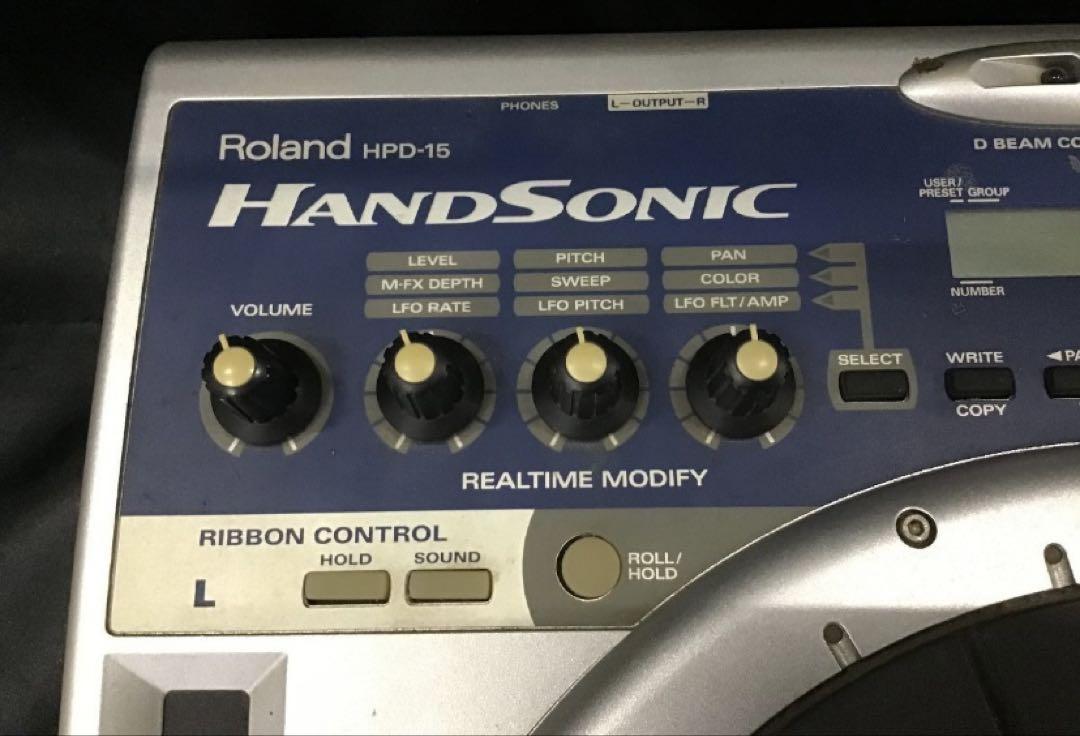 PHONES
L–OUTPUT–R
Roland HPD-15
HANDSONIC
D BEAM
USER/
PRESET GROUP
NUMBER
LEVEL PITCH PAN
M-FX DEPTH SWEEP COLOR
LFO RATE LFO PITCH LFO FLT/AMP
VOLUME
SELECT
WRITE
COPY
REALTIME MODIFY
RIBBON CONTROL
HOLD SOUND
L
ROLL/
HOLD